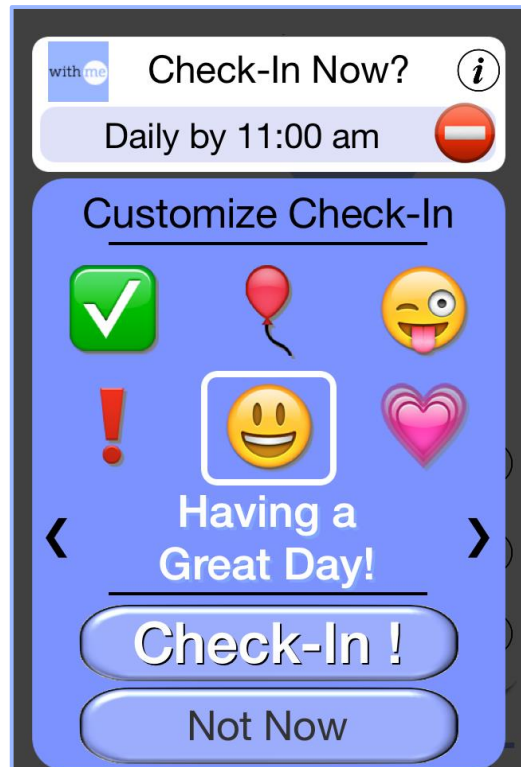 with me
Check-In Now?
i
Daily by 11:00 am
Customize Check-In
Having a
Great Day!
Check-In !
Not Now